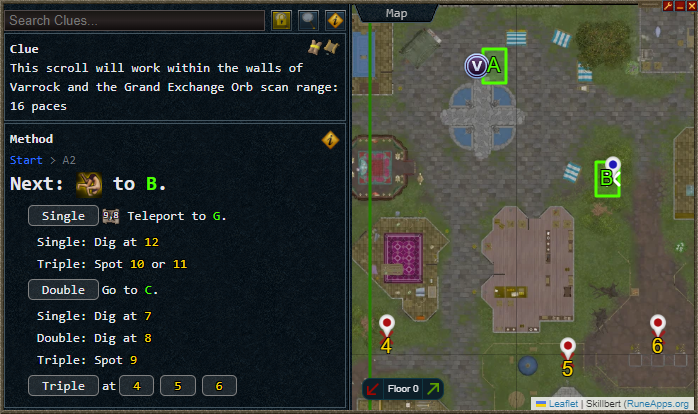 Search Clues...
Clue
This scroll will work within the walls of
Varrock and the Grand Exchange Orb scan range:
16 paces
Method
Start > A2
Next: to B.
Single 9,8 Teleport to G.
Single: Dig at 12
Triple: Spot 10 or 11
Double Go to C.
Single: Dig at 7
Double: Dig at 8
Triple: Spot 9
Triple at 4 5 6
Map
V A
B
4
5
6
Floor 0
Leaflet | Skillbert (RuneApps.org